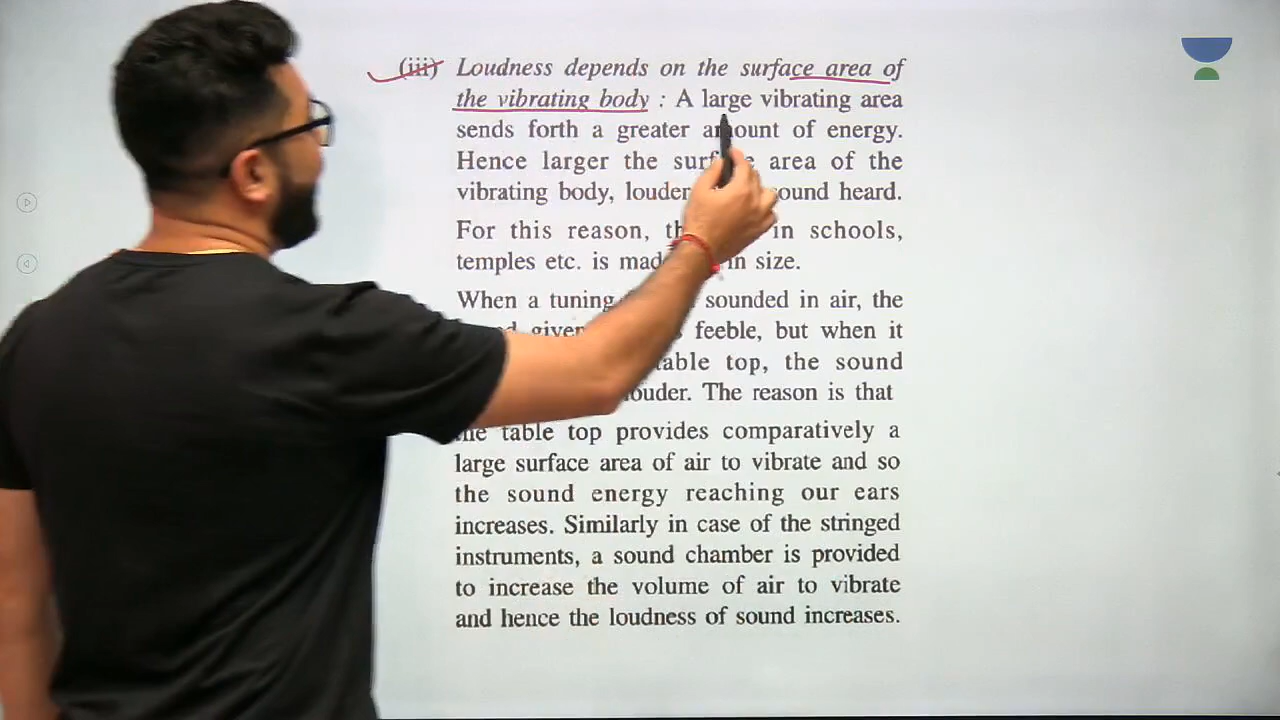 (iii) Loudness depends on the surface area of
the vibrating body : A large vibrating area
sends forth a greater amount of energy.
Hence larger the surface area of the
vibrating body, louder sound heard.
For this reason, in schools,
temples etc. is made in size.
When a tuning sounded in air, the
given feeble, but when it
table top, the sound
louder. The reason is that
the table top provides comparatively a
large surface area of air to vibrate and so
the sound energy reaching our ears
increases. Similarly in case of the stringed
instruments, a sound chamber is provided
to increase the volume of air to vibrate
and hence the loudness of sound increases.